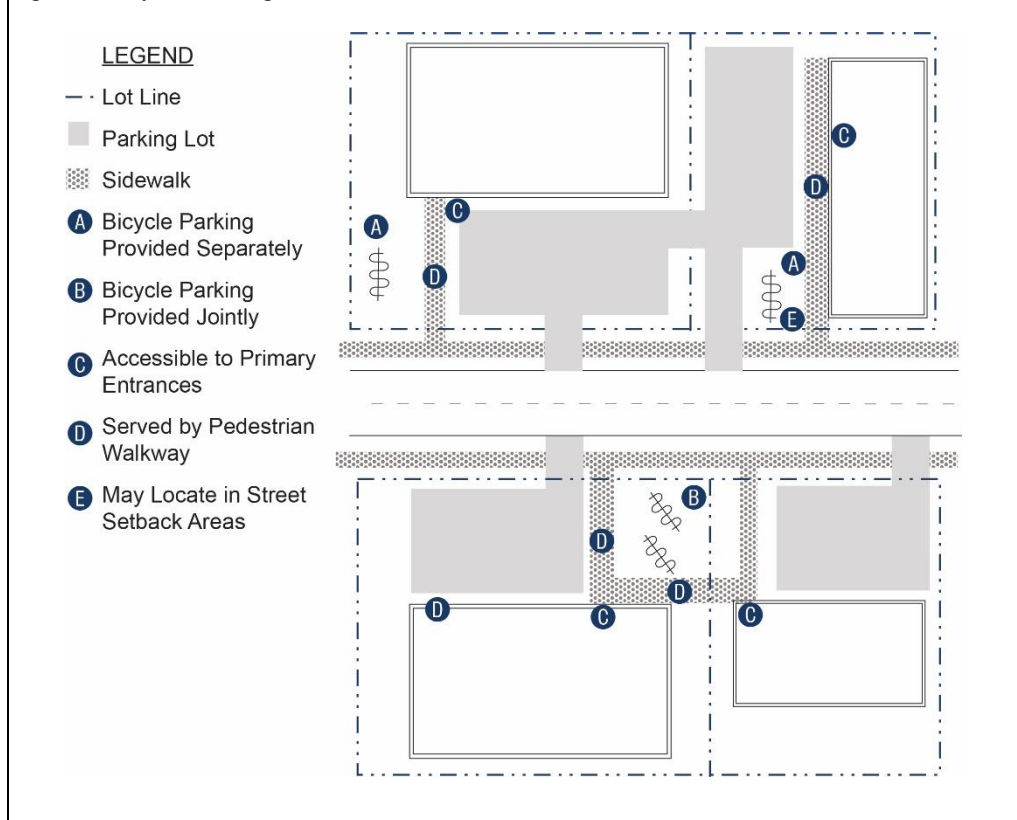 LEGEND
Lot Line
Parking Lot
Sidewalk
A Bicycle Parking
Provided Separately
B Bicycle Parking
Provided Jointly
C Accessible to Primary
Entrances
D Served by Pedestrian
Walkway
E May Locate in Street
Setback Areas
C
D
C
A
D
A
E
B
D
D
D
C
C